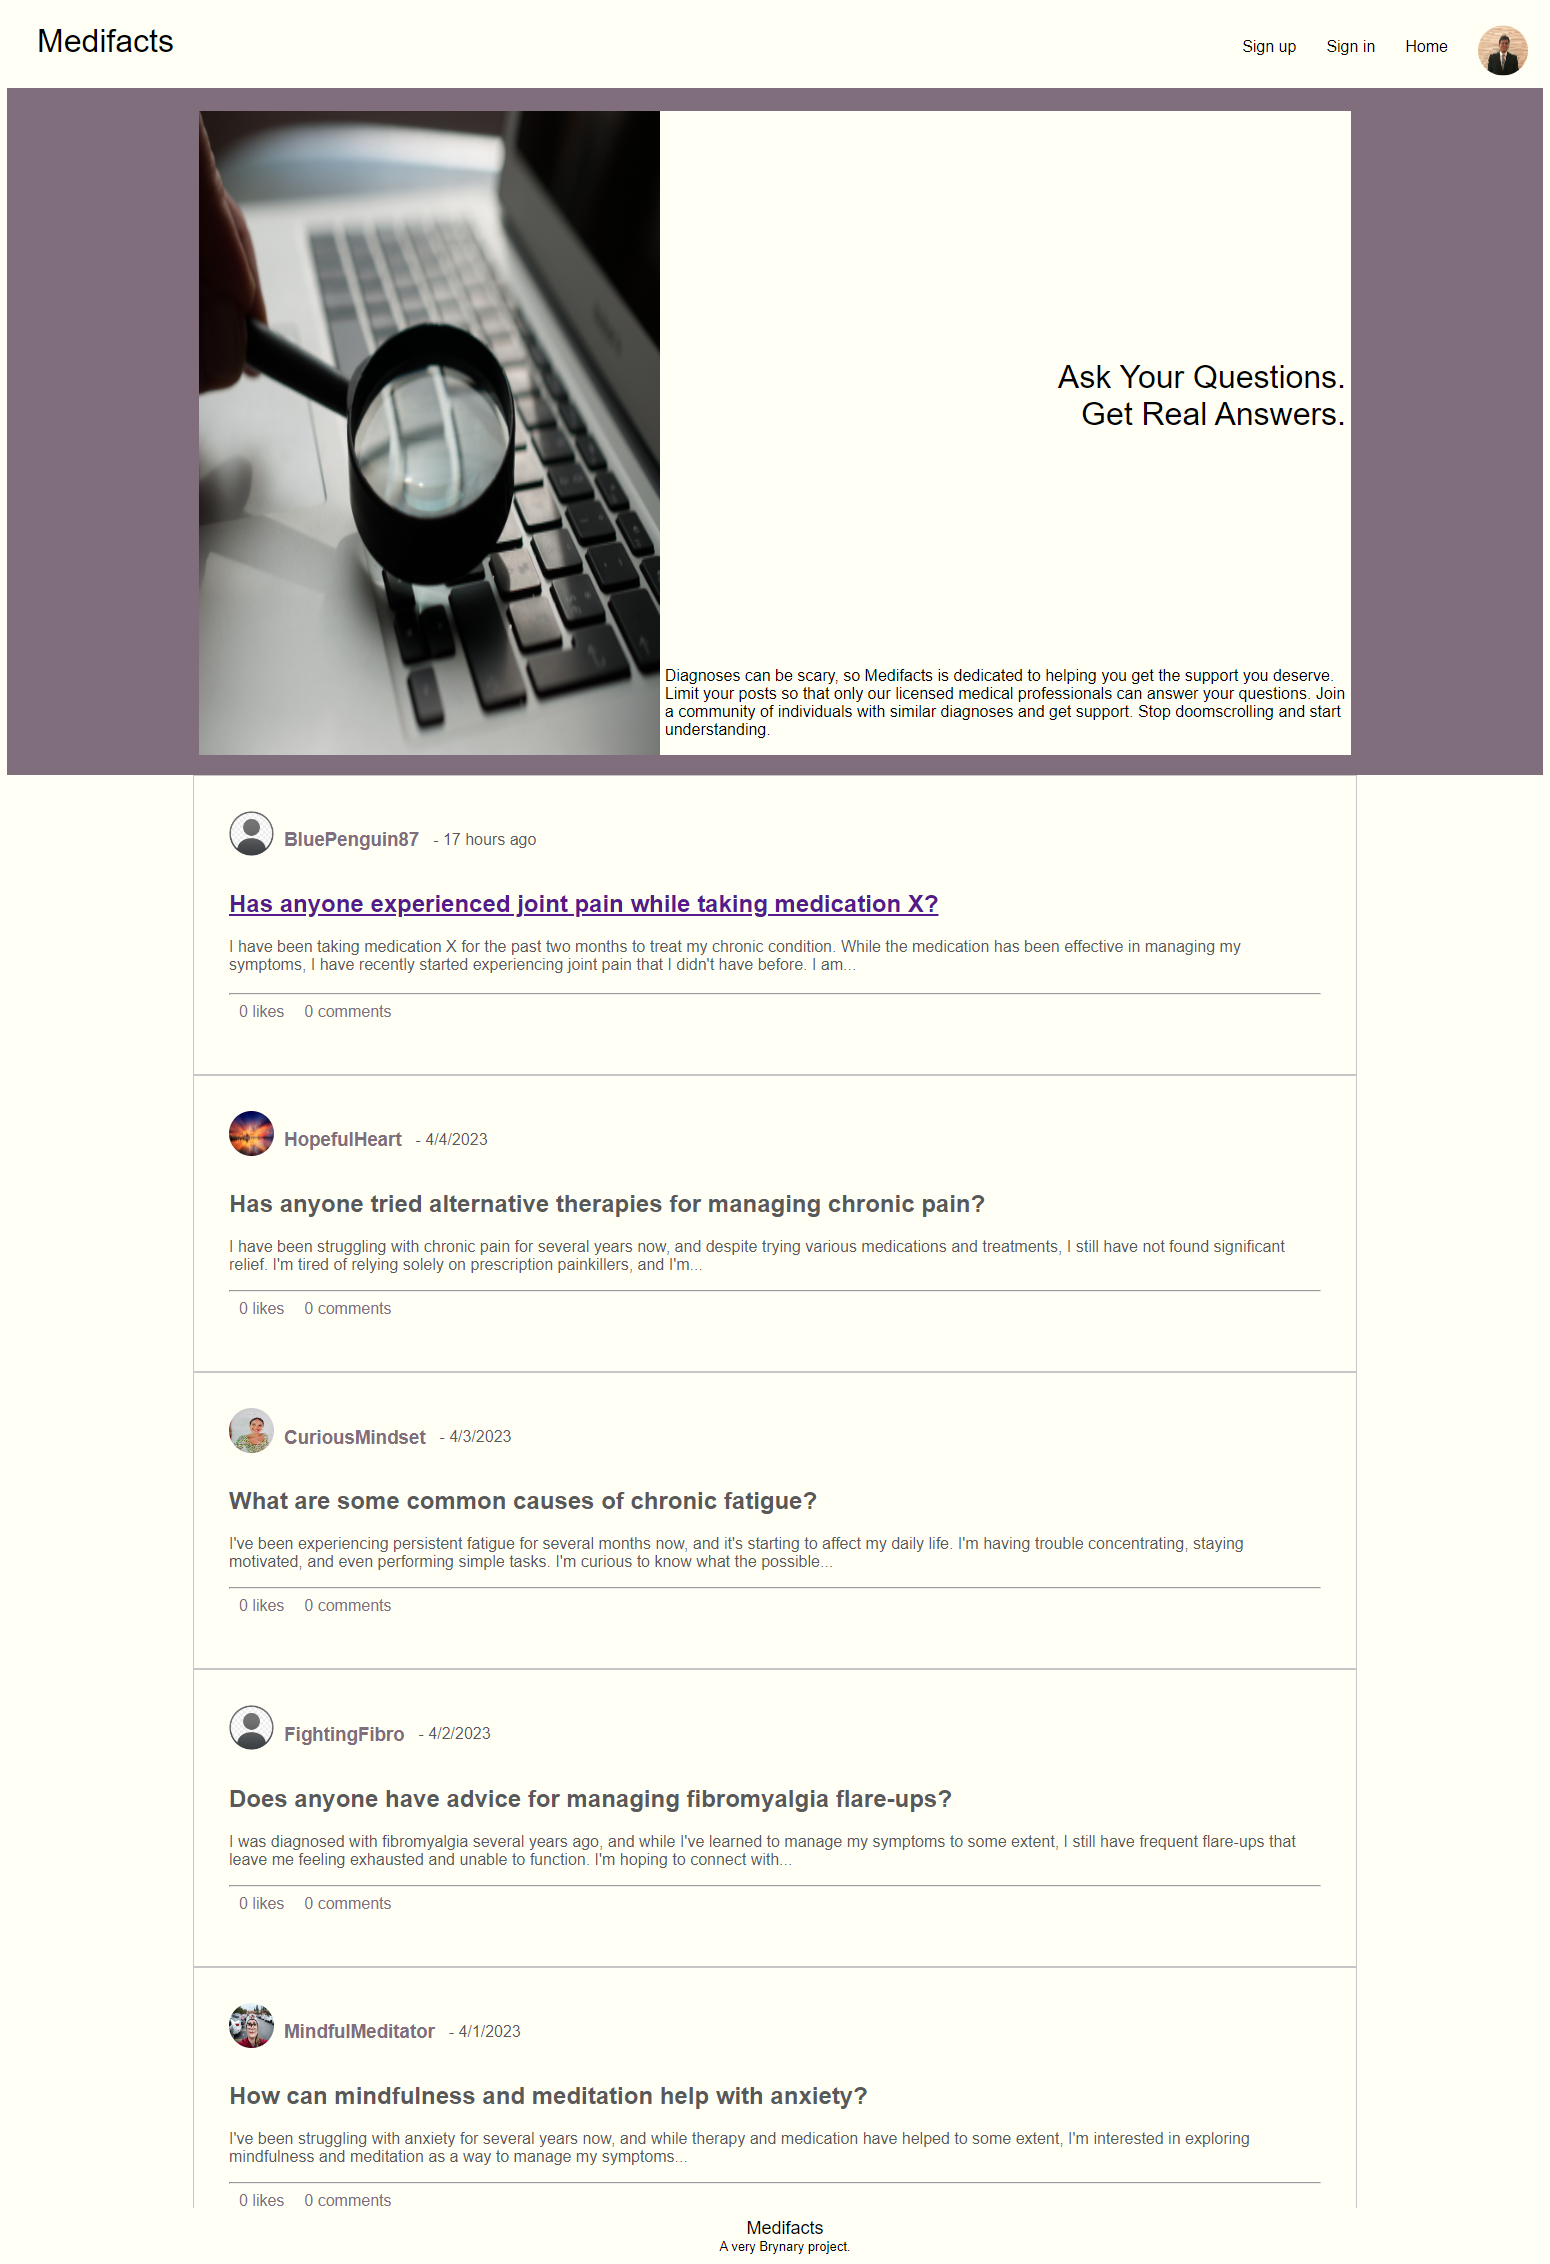 Medifacts
Sign up
Sign in
Home
Ask Your Questions.
Get Real Answers.
Diagnoses can be scary, so Medifacts is dedicated to helping you get the support you deserve.
Limit your posts so that only our licensed medical professionals can answer your questions. Join
a community of individuals with similar diagnoses and get support. Stop doomscrolling and start
understanding.
BluePenguin87 - 17 hours ago
Has anyone experienced joint pain while taking medication X?
I have been taking medication X for the past two months to treat my chronic condition. While the medication has been effective in managing my
symptoms, I have recently started experiencing joint pain that I didn't have before. I am...
0 likes 0 comments
HopefulHeart - 4/4/2023
Has anyone tried alternative therapies for managing chronic pain?
I have been struggling with chronic pain for several years now, and despite trying various medications and treatments, I still have not found significant
relief. I'm tired of relying solely on prescription painkillers, and I'm...
0 likes 0 comments
CuriousMindset - 4/3/2023
What are some common causes of chronic fatigue?
I've been experiencing persistent fatigue for several months now, and it's starting to affect my daily life. I'm having trouble concentrating, staying
motivated, and even performing simple tasks. I'm curious to know what the possible...
0 likes 0 comments
FightingFibro - 4/2/2023
Does anyone have advice for managing fibromyalgia flare-ups?
I was diagnosed with fibromyalgia several years ago, and while I've learned to manage my symptoms to some extent, I still have frequent flare-ups that
leave me feeling exhausted and unable to function. I'm hoping to connect with...
0 likes 0 comments
MindfulMeditator - 4/1/2023
How can mindfulness and meditation help with anxiety?
I've been struggling with anxiety for several years now, and while therapy and medication have helped to some extent, I'm interested in exploring
mindfulness and meditation as a way to manage my symptoms...
0 likes 0 comments
Medifacts
A very Brynary project.